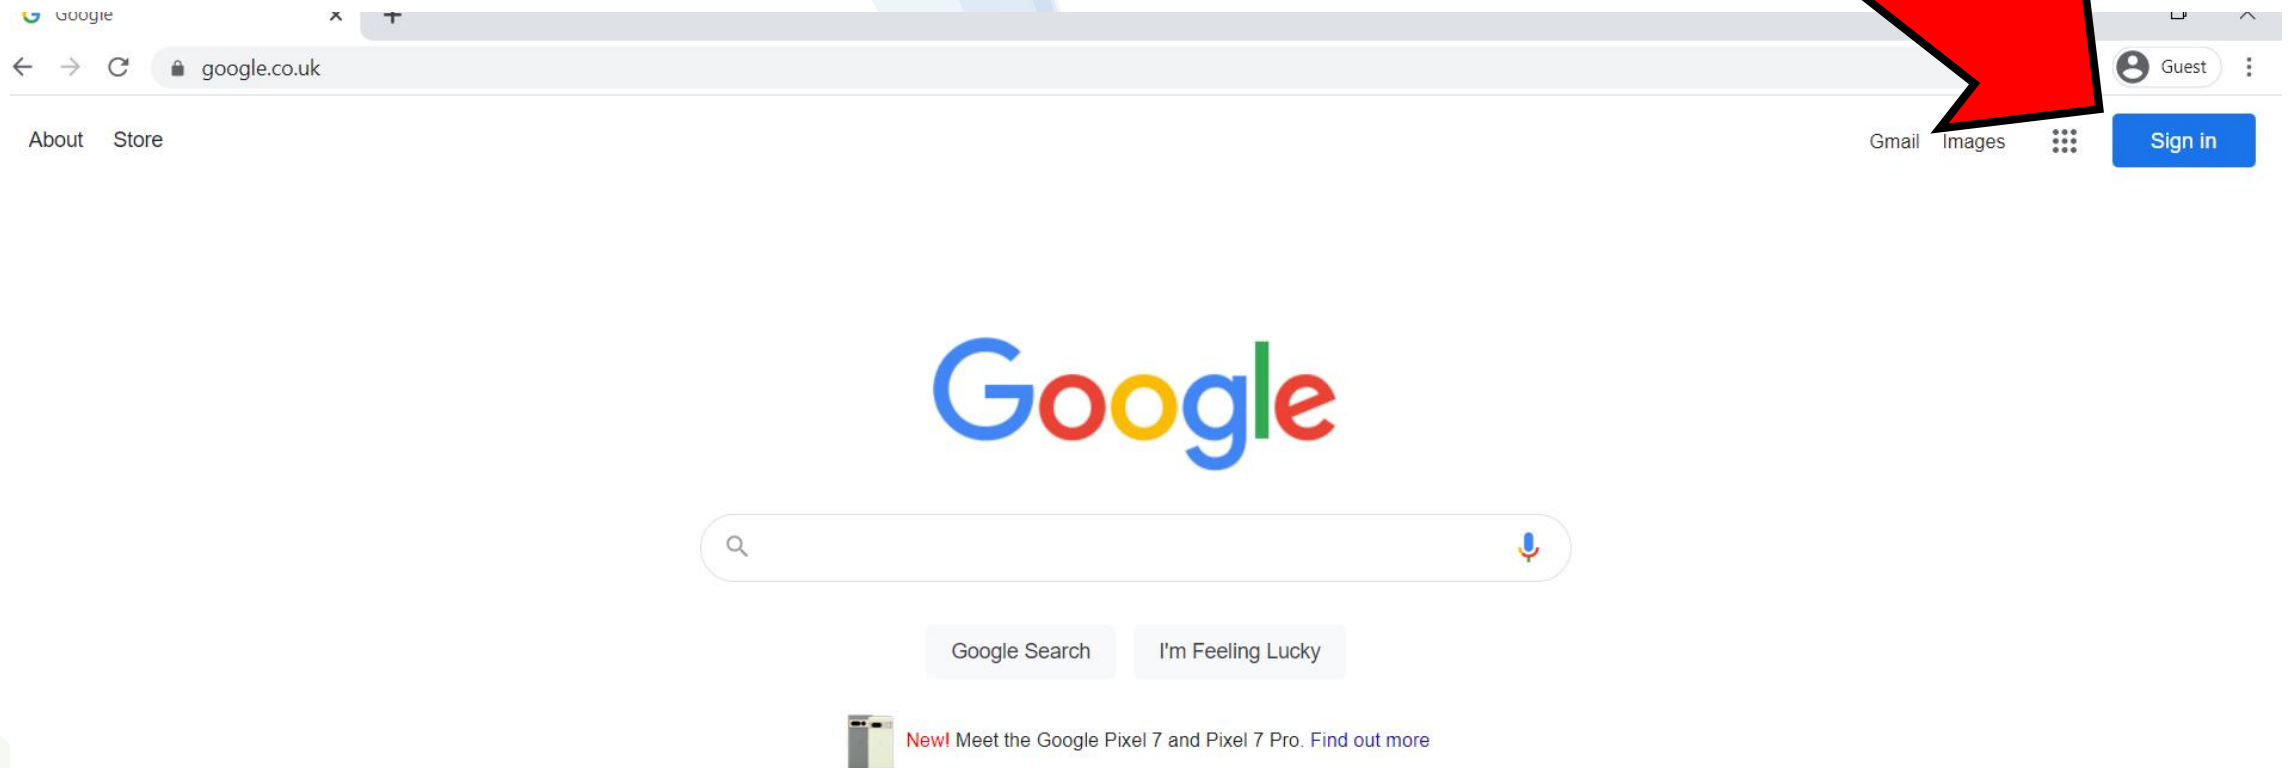 Google
google.co.uk
Guest
About Store
Gmail Images
Sign in
Google
Google Search
I'm Feeling Lucky
New! Meet the Google Pixel 7 and Pixel 7 Pro. Find out more